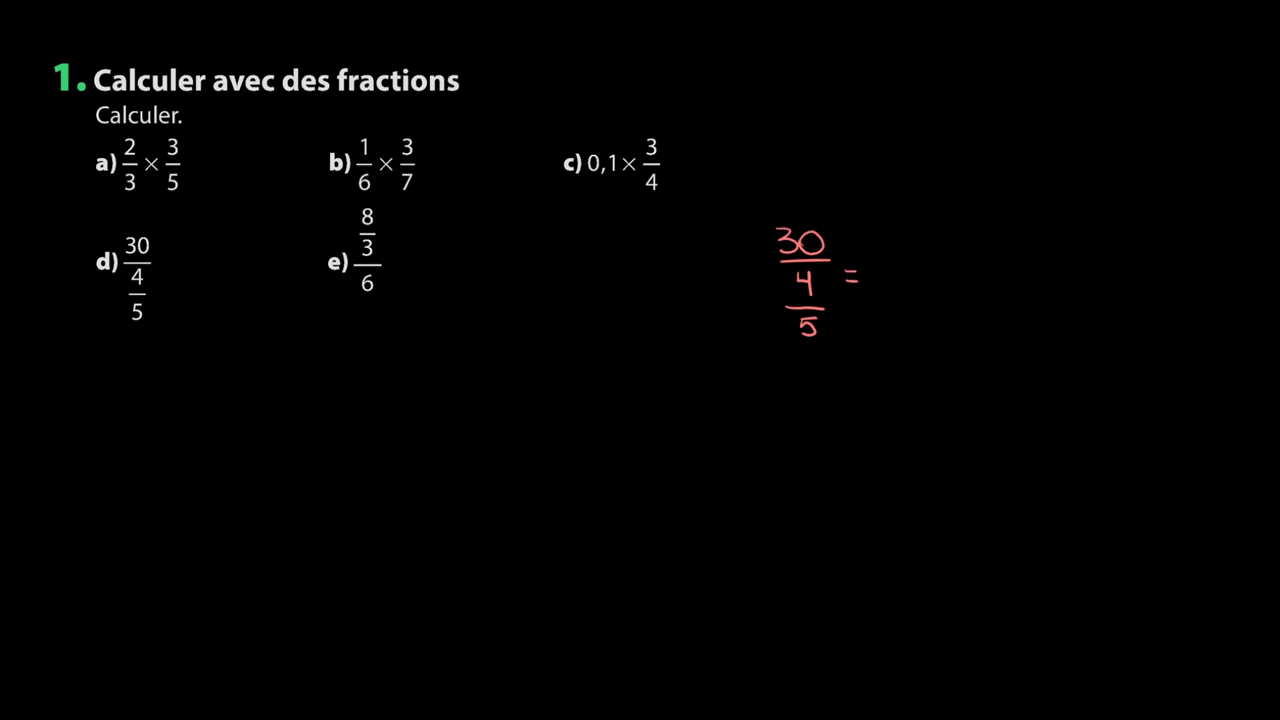 1. Calculer avec des fractions
Calculer.
a) 2/3 × 3/5 b) 1/6 × 3/7 c) 0,1 × 3/4
d) 30/(4/5) e) (8/3)/6
30/(4/5) =